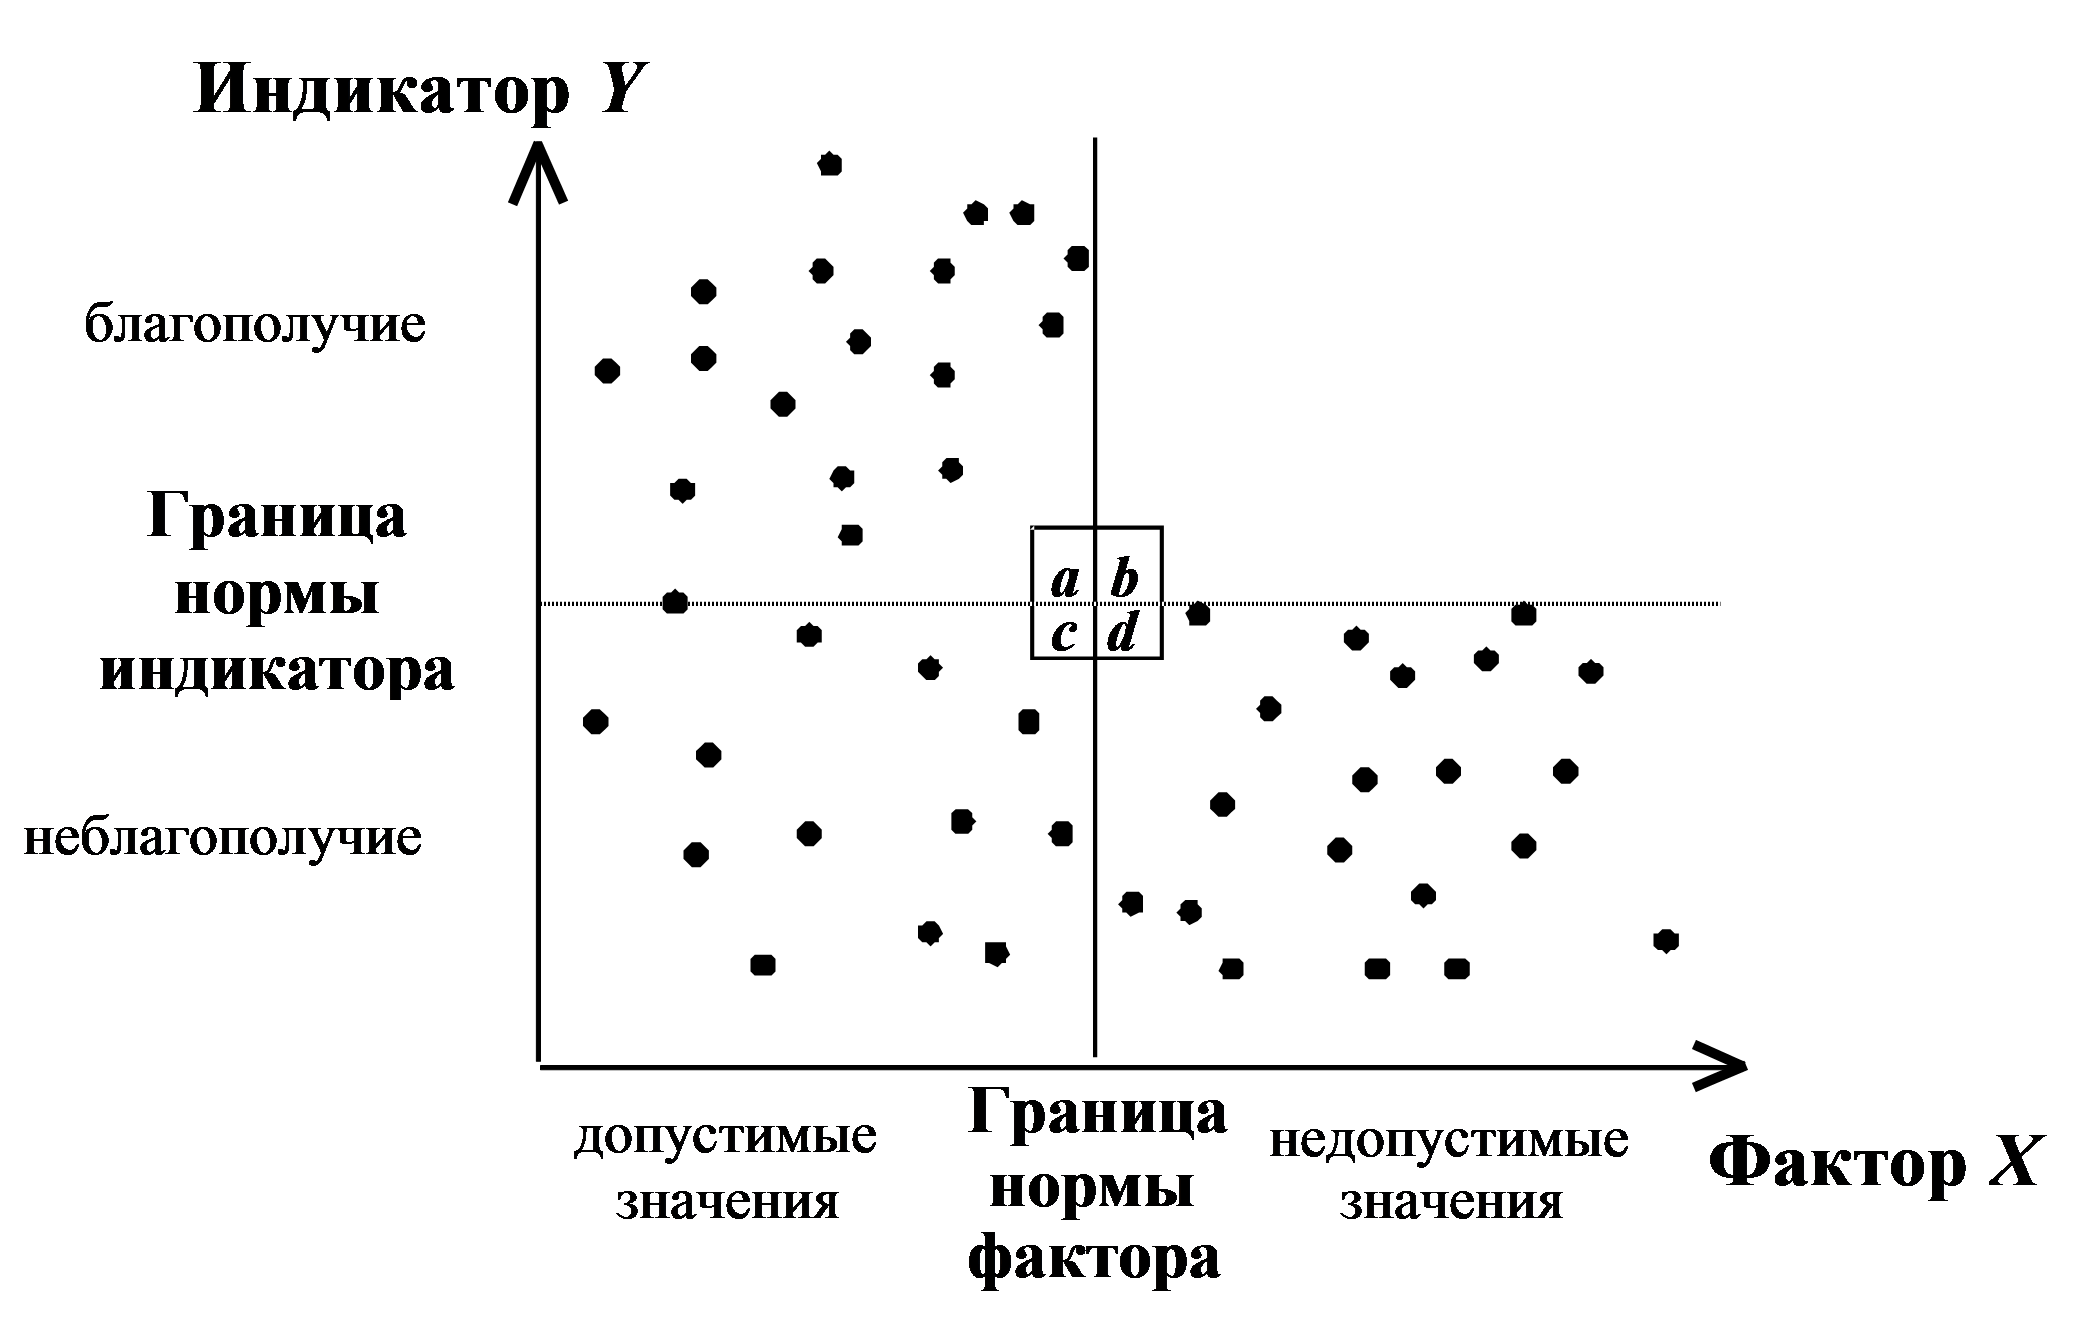 Индикатор Y
благополучие
Граница
нормы
индикатора
неблагополучие
a b
c d
допустимые
значения
Граница
нормы
фактора
недопустимые
значения
Фактор X